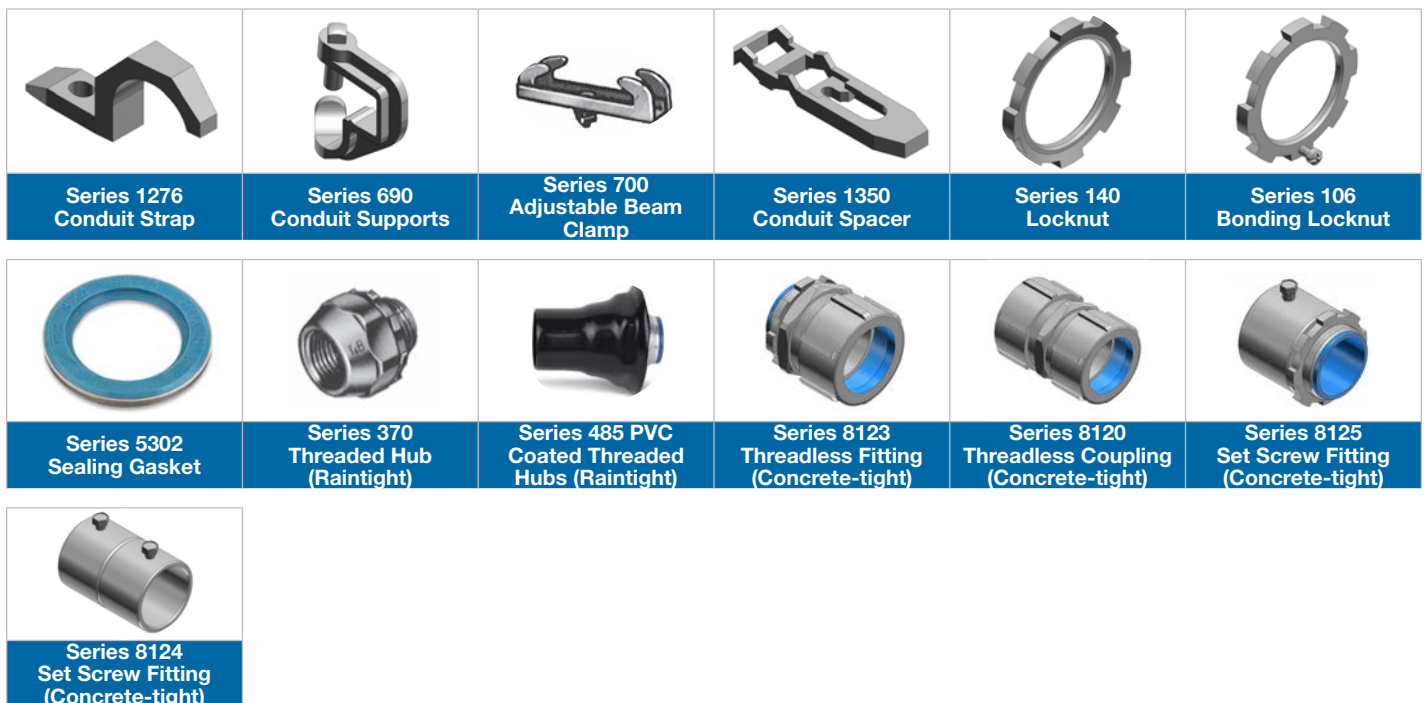 Series 1276
Conduit Strap
Series 690
Conduit Supports
Series 700
Adjustable Beam
Clamp
Series 1350
Conduit Spacer
Series 140
Locknut
Series 106
Bonding Locknut
Series 5302
Sealing Gasket
T&B
Series 370
Threaded Hub
(Raintight)
Series 485 PVC
Coated Threaded
Hubs (Raintight)
Series 8123
Threadless Fitting
(Concrete-tight)
Series 8120
Threadless Coupling
(Concrete-tight)
Series 8125
Set Screw Fitting
(Concrete-tight)
Series 8124
Set Screw Fitting
(Concrete-tight)